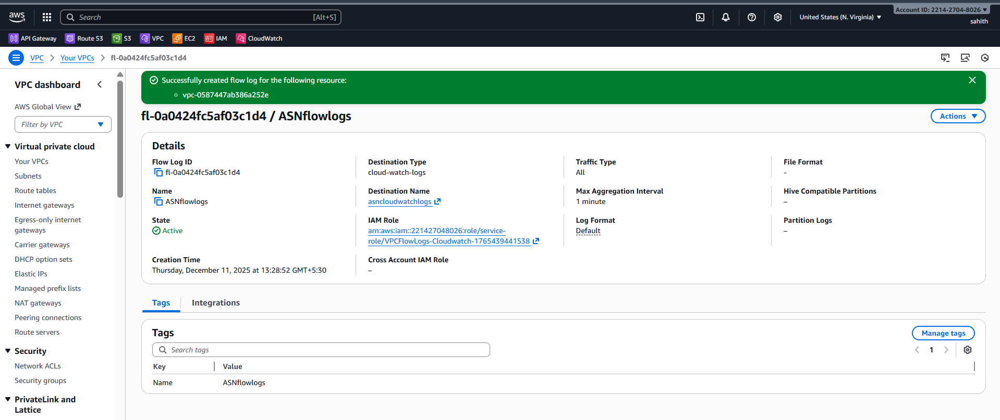 aws
Search
[Alt+S]
United States (N. Virginia)
Account ID: 2214-2704-8026
sahith
API Gateway
Route 53
S3
VPC
EC2
IAM
CloudWatch
VPC
Your VPCs
fl-0a0424fc5af03c1d4
VPC dashboard
AWS Global View
Filter by VPC
Virtual private cloud
Your VPCs
Subnets
Route tables
Internet gateways
Egress-only internet
gateways
Carrier gateways
DHCP option sets
Elastic IPs
Managed prefix lists
NAT gateways
Peering connections
Route servers
Security
Network ACLs
Security groups
PrivateLink and
Lattice
Successfully created flow log for the following resource:
vpc-0587447ab386a252e
fl-0a0424fc5af03c1d4 / ASNflowlogs
Actions
Details
Flow Log ID
fl-0a0424fc5af03c1d4
Destination Type
cloud-watch-logs
Traffic Type
All
File Format
-
Name
ASNflowlogs
Destination Name
asncloudwatchlogs
Max Aggregation Interval
1 minute
Hive Compatible Partitions
–
State
Active
IAM Role
arn:aws:iam::221427048026:role/service-
role/VPCFlowLogs-Cloudwatch-1765439441538
Log Format
Default
Partition Logs
–
Creation Time
Thursday, December 11, 2025 at 13:28:52 GMT+5:30
Cross Account IAM Role
–
Tags
Integrations
Tags
Manage tags
Search tags
1
Key
Value
Name
ASNflowlogs